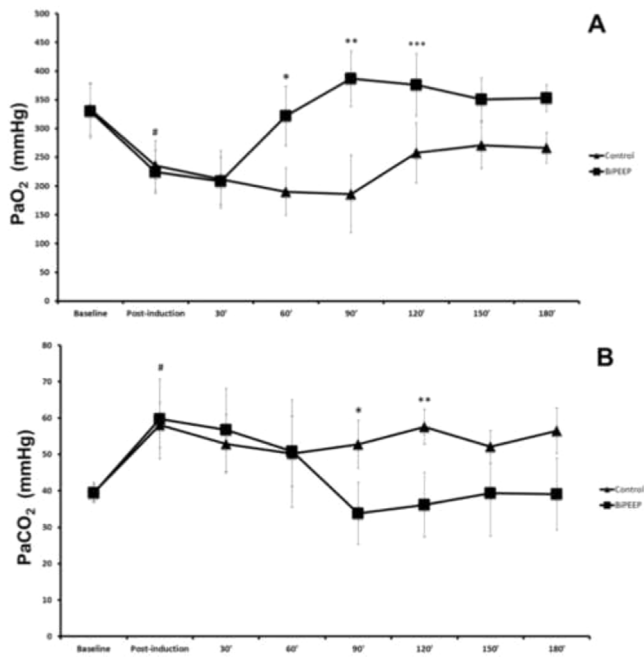 A
500
450
400
350
300
250
200
150
100
50
0
PaO₂ (mmHg)
# * ** ***
Control
BiPEEP
Baseline Post-induction 30' 60' 90' 120' 150' 180'
B
80
70
60
50
40
30
20
10
0
PaCO₂ (mmHg)
# * **
Control
BiPEEP
Baseline Post-induction 30' 60' 90' 120' 150' 180'